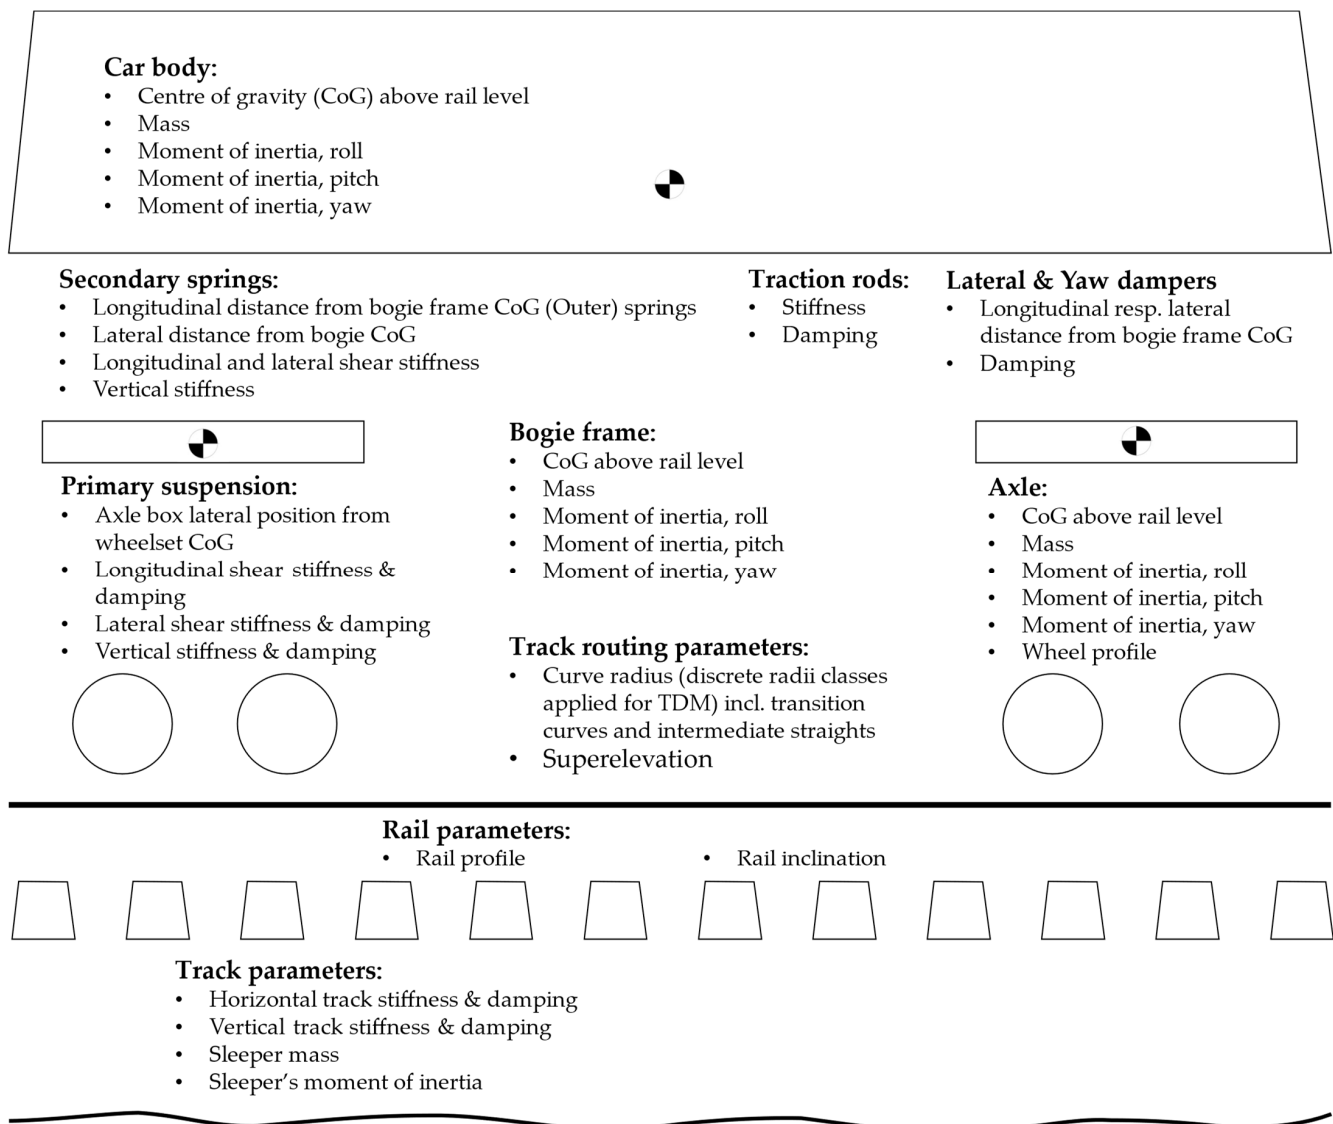 Car body:
• Centre of gravity (CoG) above rail level
• Mass
• Moment of inertia, roll
• Moment of inertia, pitch
• Moment of inertia, yaw
Secondary springs:
• Longitudinal distance from bogie frame CoG (Outer) springs
• Lateral distance from bogie CoG
• Longitudinal and lateral shear stiffness
• Vertical stiffness
Traction rods:
• Stiffness
• Damping
Lateral & Yaw dampers
• Longitudinal resp. lateral
distance from bogie frame CoG
• Damping
Primary suspension:
• Axle box lateral position from
wheelset CoG
• Longitudinal shear stiffness &
damping
• Lateral shear stiffness & damping
• Vertical stiffness & damping
Bogie frame:
• CoG above rail level
• Mass
• Moment of inertia, roll
• Moment of inertia, pitch
• Moment of inertia, yaw
Track routing parameters:
• Curve radius (discrete radii classes
applied for TDM) incl. transition
curves and intermediate straights
• Superelevation
Axle:
• CoG above rail level
• Mass
• Moment of inertia, roll
• Moment of inertia, pitch
• Moment of inertia, yaw
• Wheel profile
Rail parameters:
• Rail profile
• Rail inclination
Track parameters:
• Horizontal track stiffness & damping
• Vertical track stiffness & damping
• Sleeper mass
• Sleeper’s moment of inertia